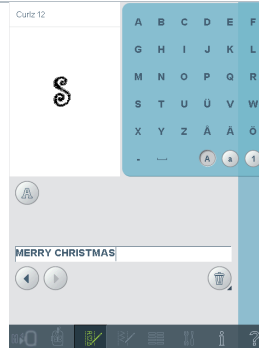 Curlz 12
S
A B C D E F
G H I J K L
M N O P Q R
S T U Ü V W
X Y Z Ä Å Ö
A a 1
A
MERRY CHRISTMAS